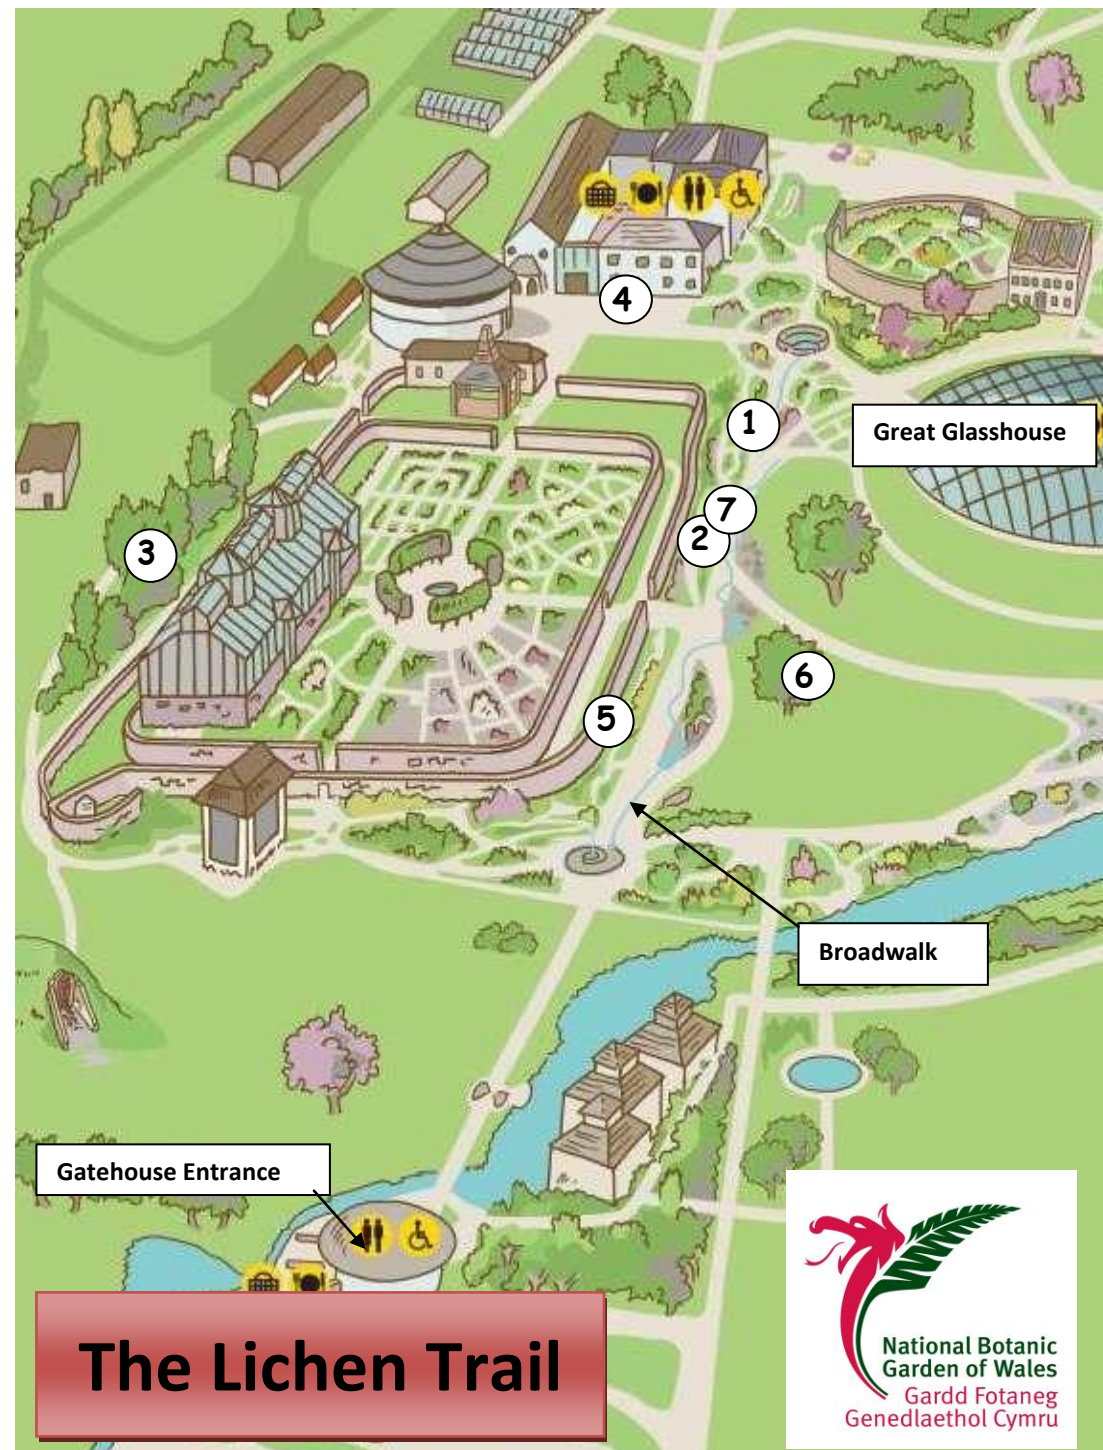 4
1
Great Glasshouse
7
2
3
6
5
Broadwalk
Gatehouse Entrance
The Lichen Trail
National Botanic
Garden of Wales
Gardd Fotaneg
Genedlaethol Cymru